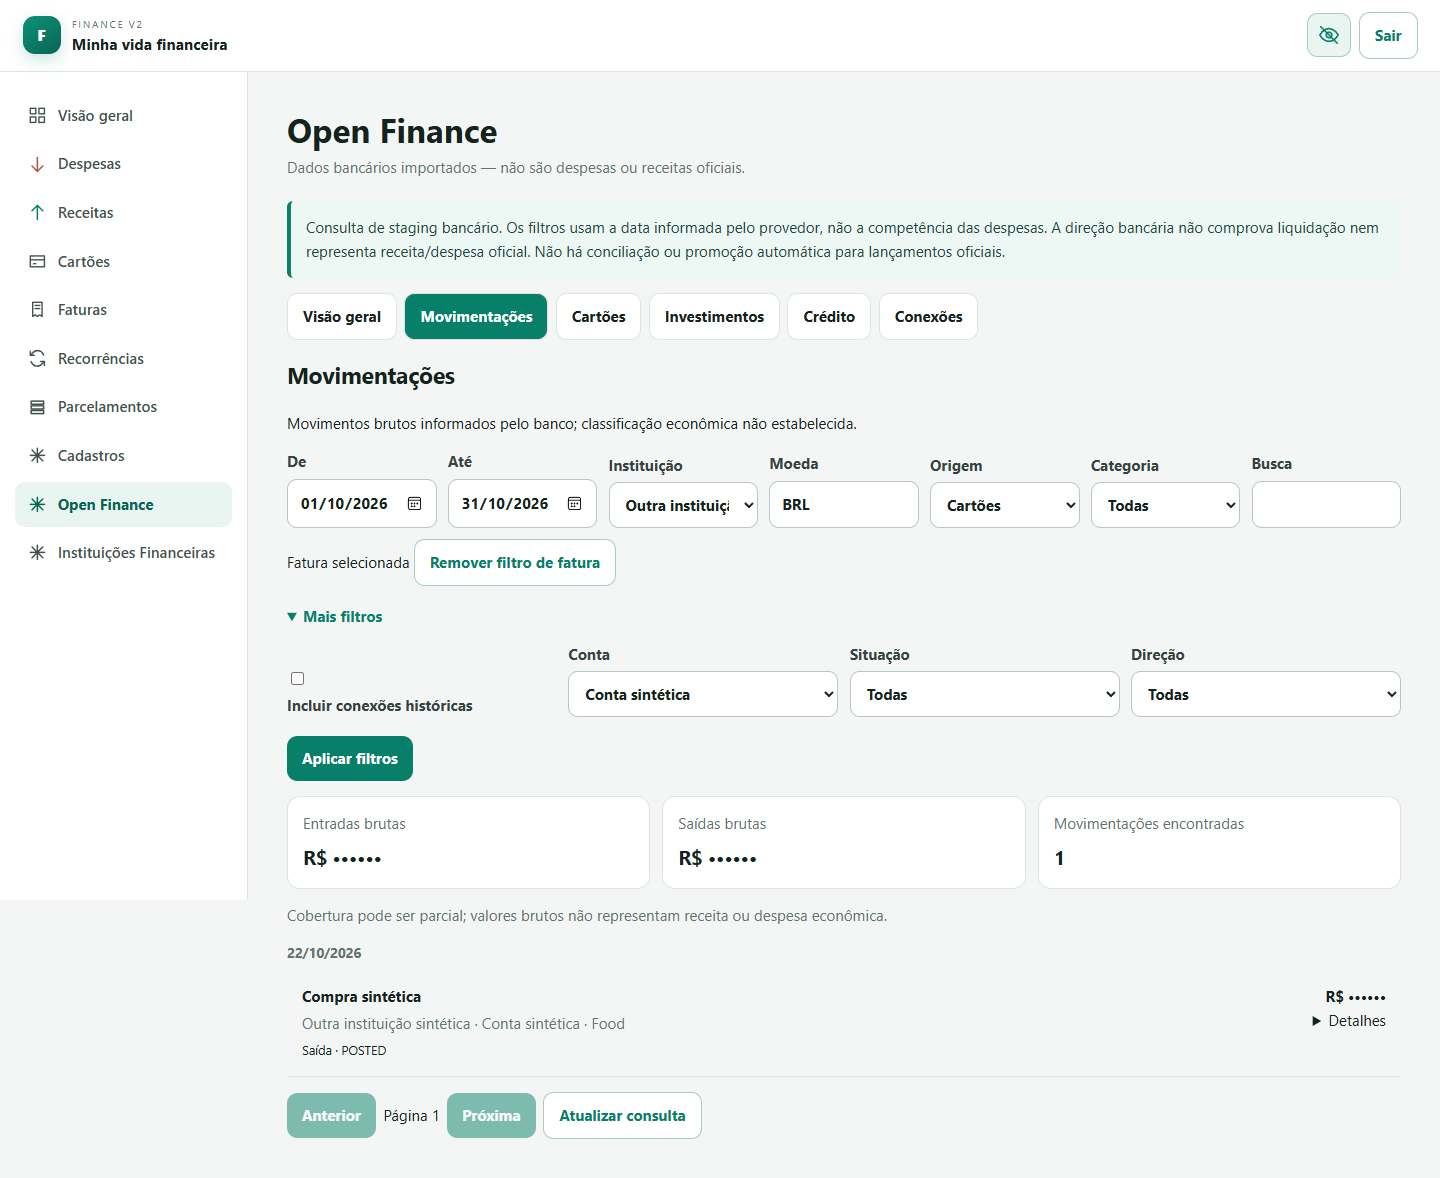 F
FINANCE V2
Minha vida financeira
Sair
Visão geral
Despesas
Receitas
Cartões
Faturas
Recorrências
Parcelamentos
Cadastros
Open Finance
Instituições Financeiras
Open Finance
Dados bancários importados — não são despesas ou receitas oficiais.
Consulta de staging bancário. Os filtros usam a data informada pelo provedor, não a competência das despesas. A direção bancária não comprova liquidação nem
representa receita/despesa oficial. Não há conciliação ou promoção automática para lançamentos oficiais.
Visão geral Movimentações Cartões Investimentos Crédito Conexões
Movimentações
Movimentos brutos informados pelo banco; classificação econômica não estabelecida.
De Até Instituição Moeda Origem Categoria Busca
01/10/2026 31/10/2026 Outra instituiç BRL Cartões Todas
Fatura selecionada Remover filtro de fatura
▼ Mais filtros
Conta Situação Direção
Conta sintética Todas Todas
Incluir conexões históricas
Aplicar filtros
Entradas brutas Saídas brutas Movimentações encontradas
R$ •••••• R$ •••••• 1
Cobertura pode ser parcial; valores brutos não representam receita ou despesa econômica.
22/10/2026
Compra sintética R$ ••••••
Outra instituição sintética · Conta sintética · Food ▶ Detalhes
Saída · POSTED
Anterior Página 1 Próxima Atualizar consulta